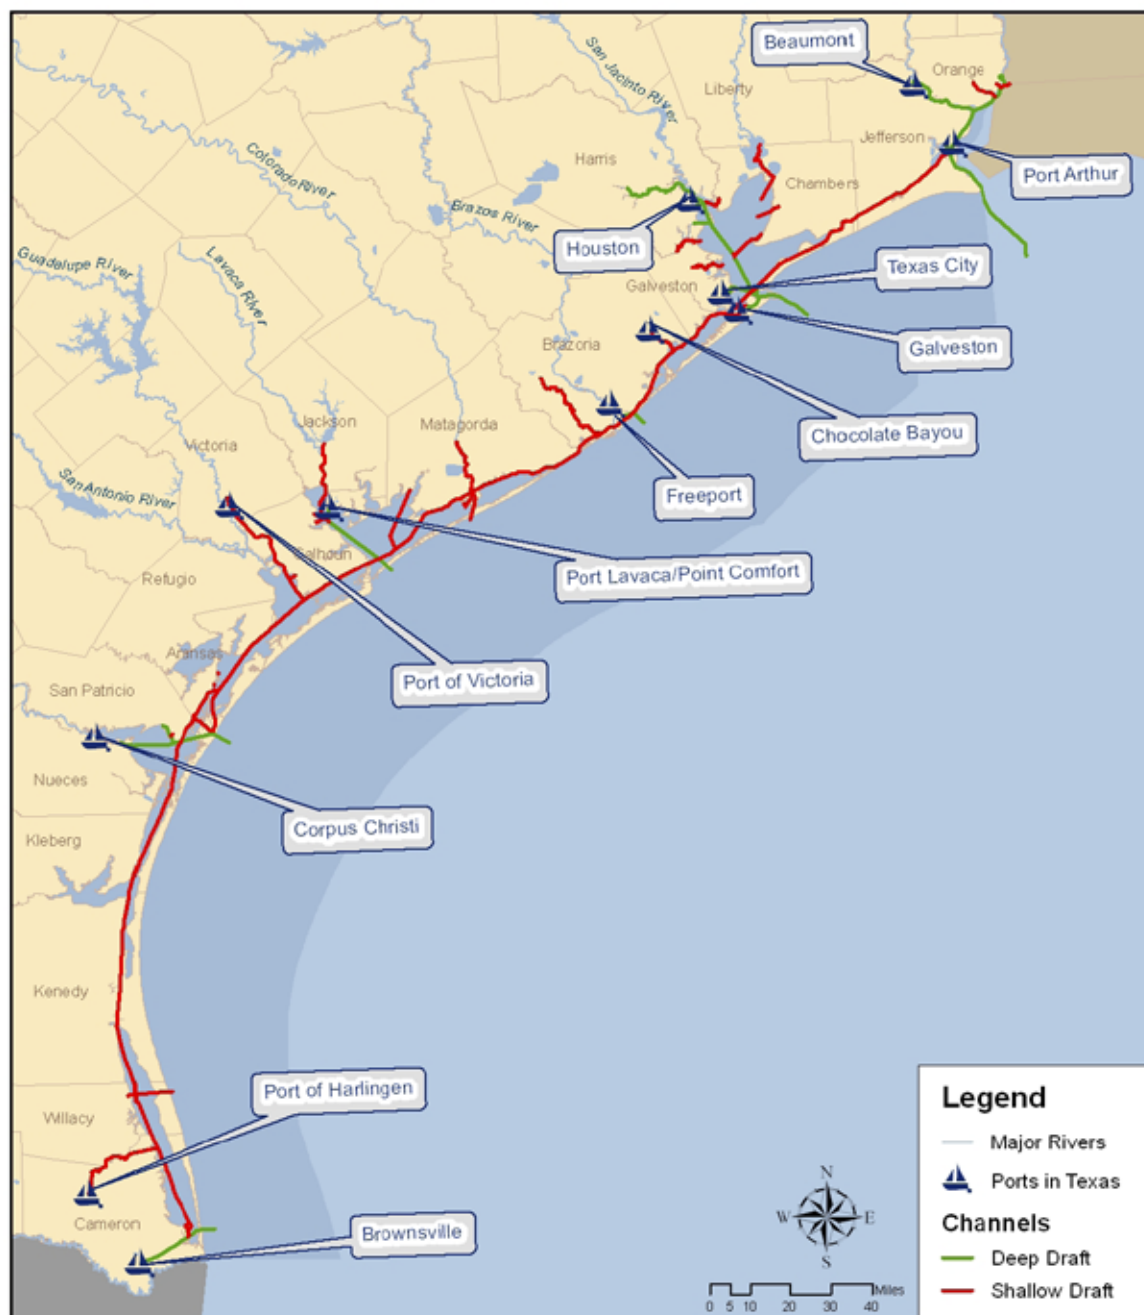 Beaumont
Orange
San Jacinto River
Liberty
Jefferson
Port Arthur
Harris
Chambers
Colorado River
Brazos River
Houston
Texas City
Guadalupe River
Lavaca River
Galveston
Galveston
Brazoria
Chocolate Bayou
Jackson
Matagorda
Victoria
Freeport
San Antonio River
Calhoun
Port Lavaca/Point Comfort
Refugio
Aransas
Port of Victoria
San Patricio
Nueces
Corpus Christi
Kleberg
Kenedy
Port of Harlingen
Willacy
Cameron
Brownsville
N
W E
S
0 5 10 20 30 40 Miles
Legend
Major Rivers
Ports in Texas
Channels
Deep Draft
Shallow Draft